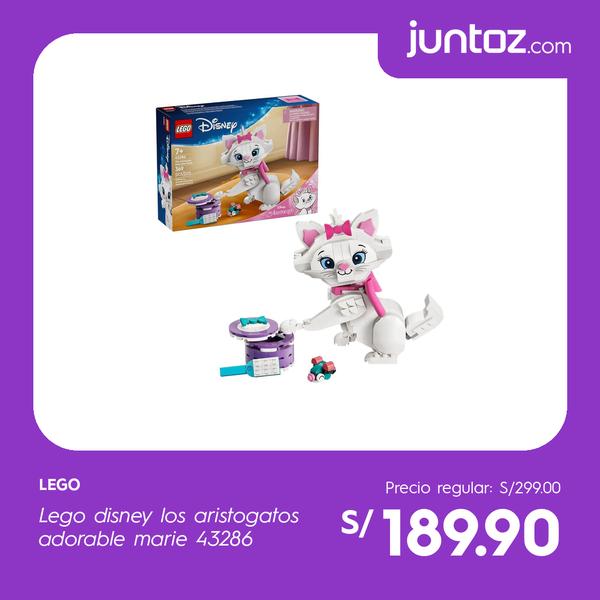 juntoz.com
LEGO
Disney
7+
43286
LEGO
Lego disney los aristogatos
adorable marie 43286
Precio regular: S/299.00
S/189.90